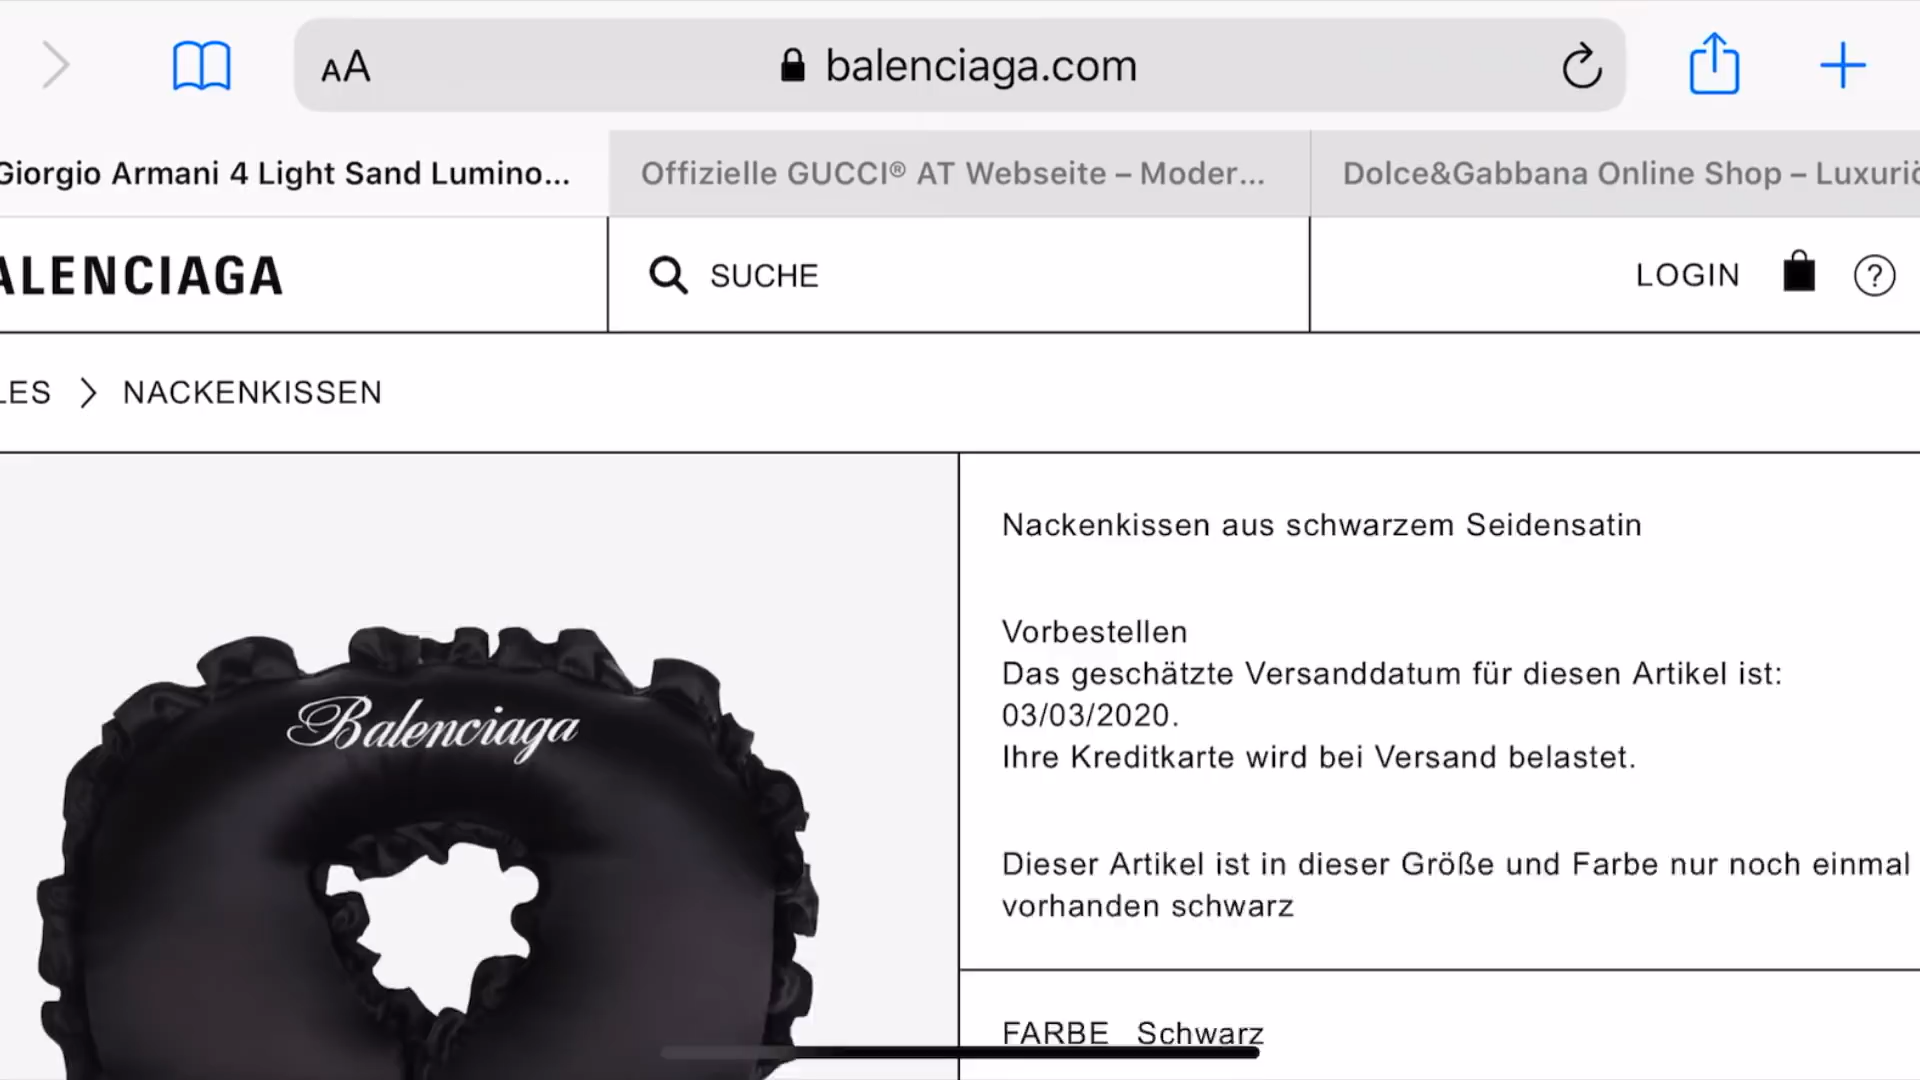 AA balenciaga.com
Giorgio Armani 4 Light Sand Lumino...
Offizielle GUCCI® AT Webseite – Moder...
Dolce&Gabbana Online Shop – Luxuriö
ALENCIAGA
SUCHE
LOGIN
?
LES > NACKENKISSEN
Balenciaga
Nackenkissen aus schwarzem Seidensatin
Vorbestellen
Das geschätzte Versanddatum für diesen Artikel ist:
03/03/2020.
Ihre Kreditkarte wird bei Versand belastet.
Dieser Artikel ist in dieser Größe und Farbe nur noch einmal
vorhanden schwarz
FARBE Schwarz